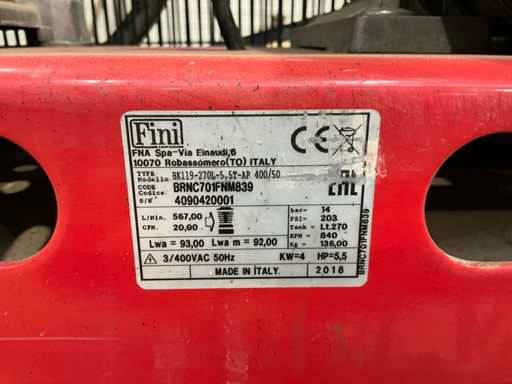 Fini
CE
FNA Spa-Via Einaudi,6
10070 Robassomero(TO) ITALY
TYPE
Modello: BK119-270L-5,5T-AP 400/50
CODE
Codice: BRNC701FNM839
S/N° 4090420001
EAC
L/Min. 567,00
CFM. 20,00
bar= 14
PSI= 203
Tank = Lt.270
RPM = 840
Kg = 136,00
Lwa = 93,00 Lwa m = 92,00
3/400VAC 50Hz KW=4 HP=5,5
MADE IN ITALY 2018
BRNC701FNM839